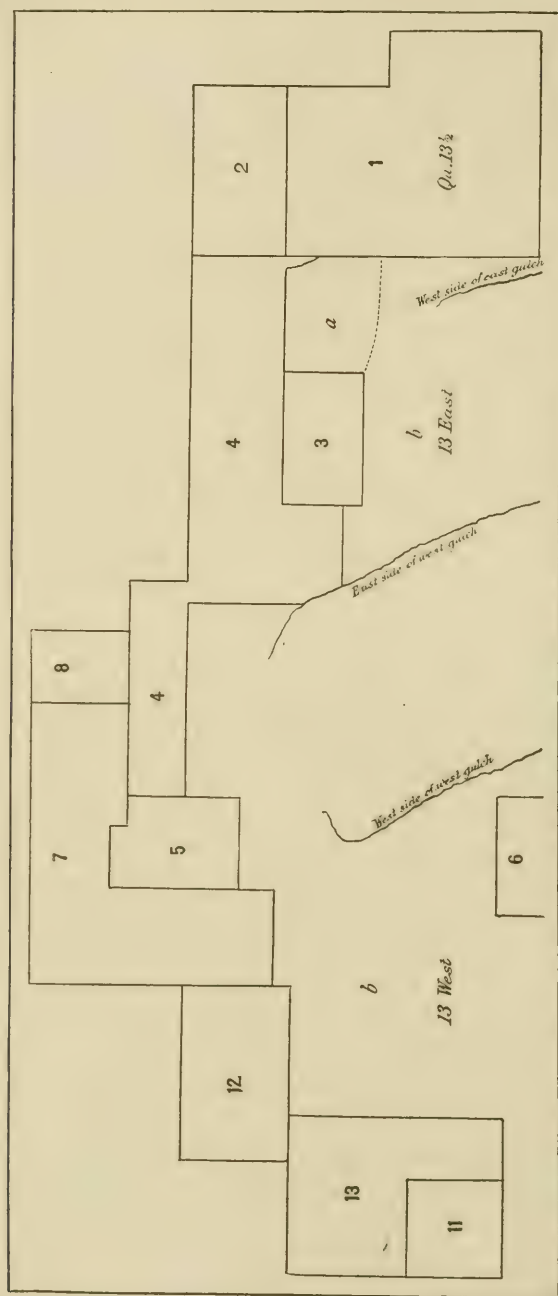 7
8
4
5
12
4
2
3
a
13
1
b
13 West
West side of west gulch
East side of west gulch
b
13 East
Qu. 13½
11
West side of east gulch
6